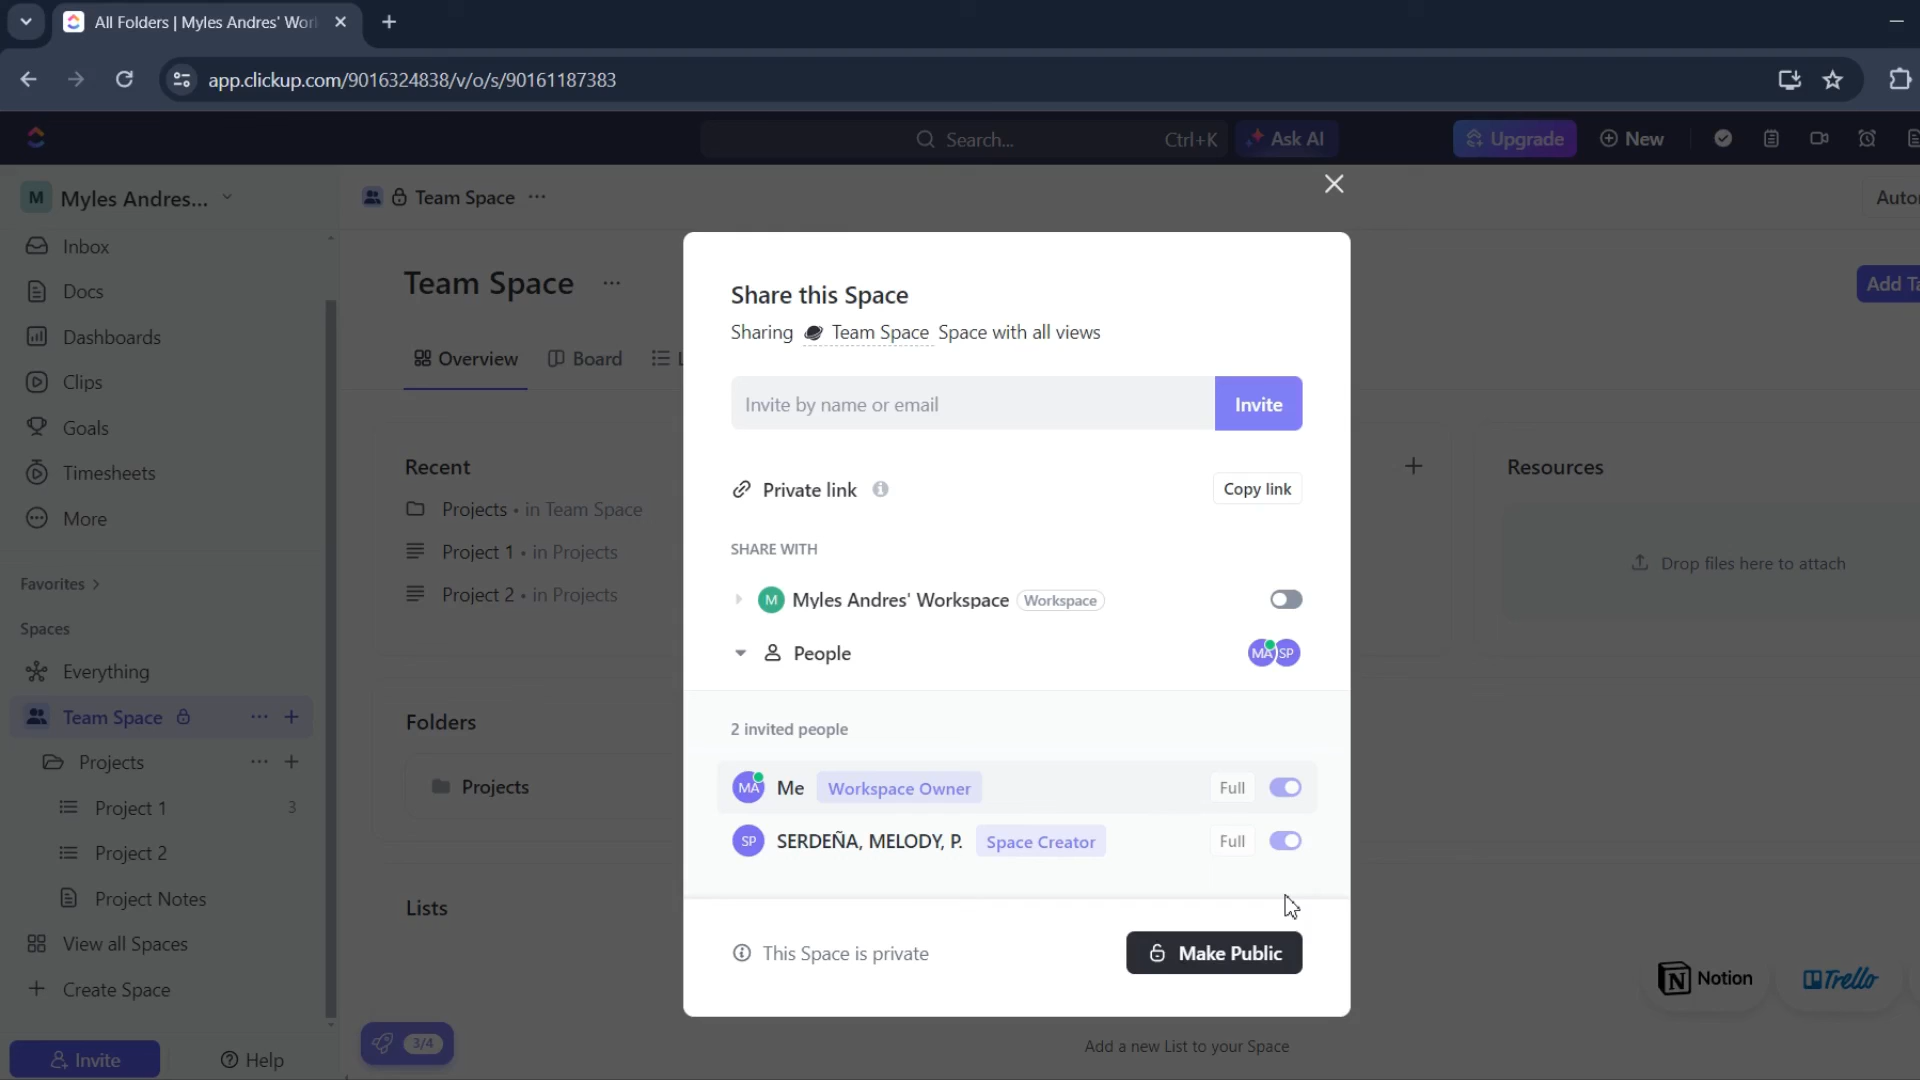 All Folders | Myles Andres' Wor
app.clickup.com/9016324838/v/o/s/90161187383
Search... Ctrl+K
Ask AI
Upgrade
New
M Myles Andres...
Team Space
Inbox
Docs
Dashboards
Clips
Goals
Timesheets
More
Favorites
Spaces
Everything
Team Space
Projects
Project 1 3
Project 2
Project Notes
View all Spaces
Create Space
Invite
Help
Team Space
Add Ta
Overview
Board
Recent
Projects • in Team Space
Project 1 • in Projects
Project 2 • in Projects
Folders
Projects
Lists
3/4
Add a new List to your Space
Resources
Drop files here to attach
Notion
Trello
Share this Space
Sharing Team Space Space with all views
Invite by name or email
Invite
Private link
Copy link
SHARE WITH
M Myles Andres' Workspace Workspace
People
MA SP
2 invited people
MA Me Workspace Owner Full
SP SERDEÑA, MELODY, P. Space Creator Full
This Space is private
Make Public